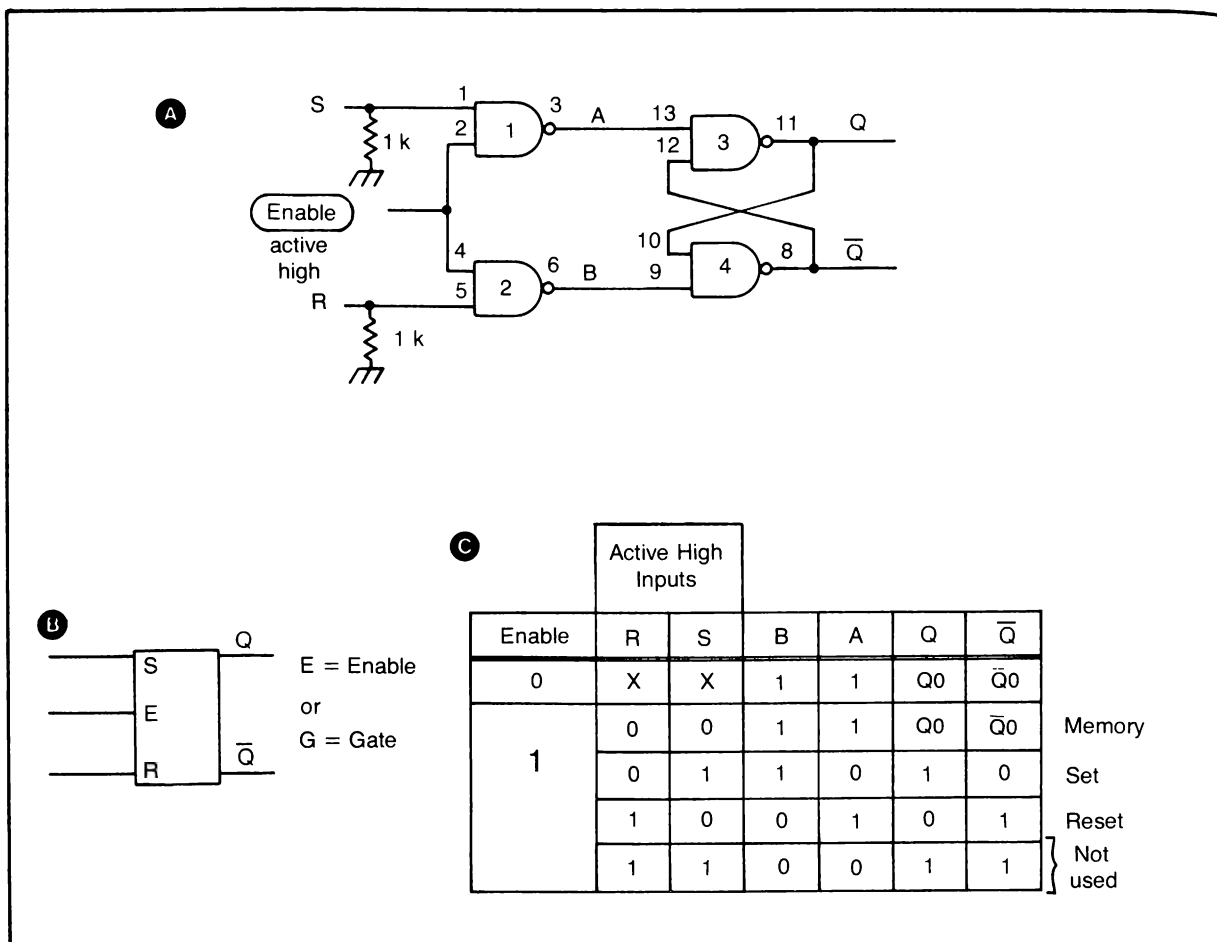 A
S
1
2
3
1
A
13
12
3
11
Q
1 k
Enable
active
high
10
9
4
8
Q̅
4
5
2
6
B
R
1 k
B
S
E
R
Q
Q̅
E = Enable
or
G = Gate
C
Active High
Inputs
Enable R S B A Q Q̅
0 X X 1 1 Q0 Q̅0
1
0 0 1 1 Q0 Q̅0 Memory
0 1 1 0 1 0 Set
1 0 0 1 0 1 Reset
1 1 0 0 1 1 Not
used